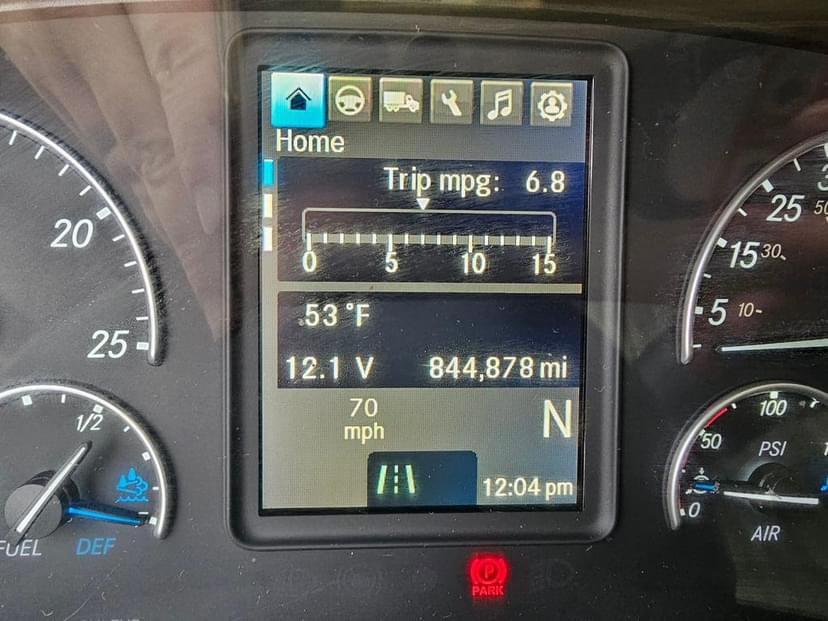 Home
Trip mpg: 6.8
0 5 10 15
53 °F
12.1 V 844,878 mi
70
mph
N
12:04 pm
20
25
1/2
FUEL DEF
25
15 30
5 10
100
50
PSI
0
AIR
P
PARK